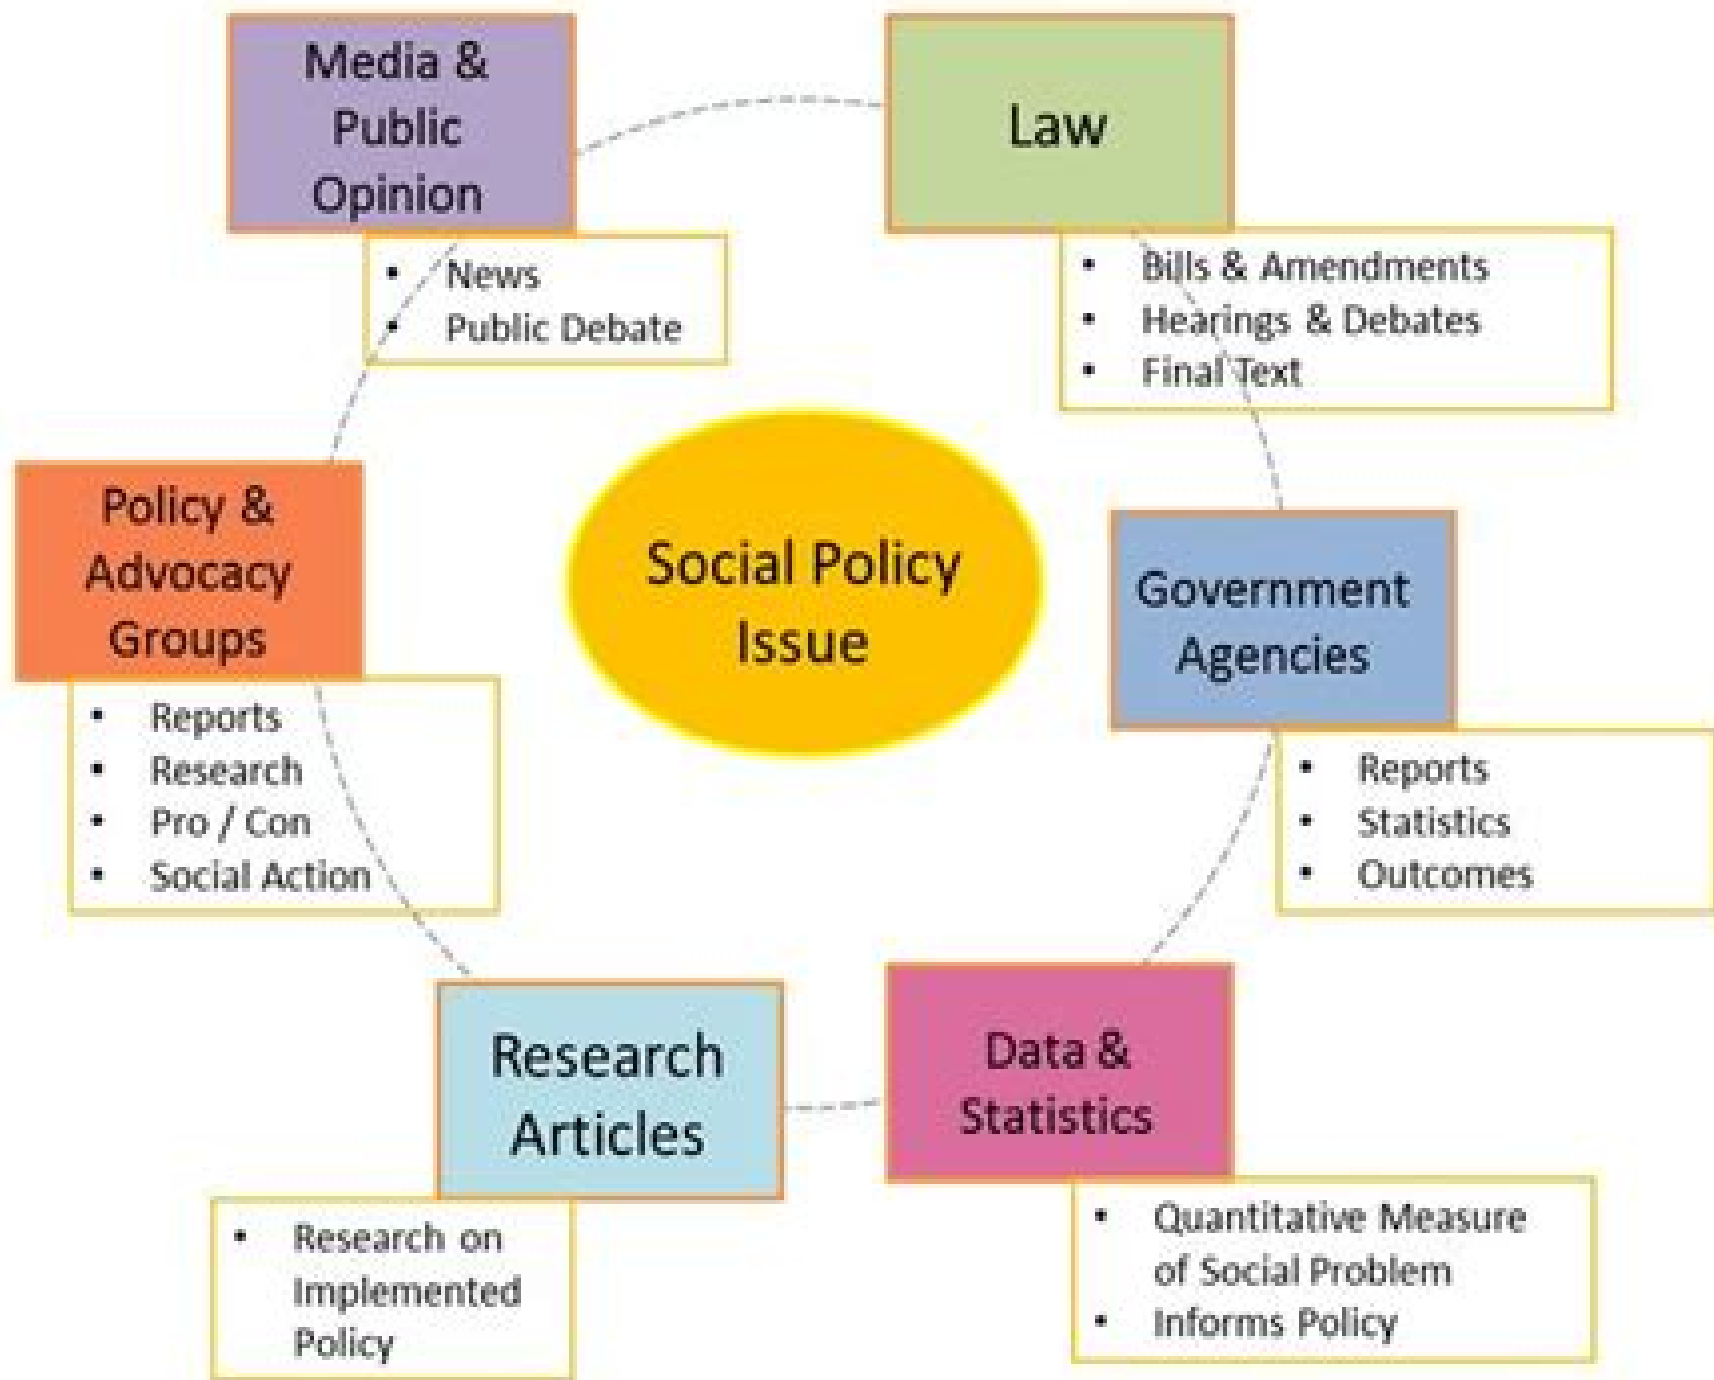 Media &
Public
Opinion
• News
• Public Debate
Law
• Bills & Amendments
• Hearings & Debates
• Final Text
Social Policy
Issue
Policy &
Advocacy
Groups
• Reports
• Research
• Pro / Con
• Social Action
Government
Agencies
• Reports
• Statistics
• Outcomes
Research
Articles
• Research on
Implemented
Policy
Data &
Statistics
• Quantitative Measure
of Social Problem
• Informs Policy